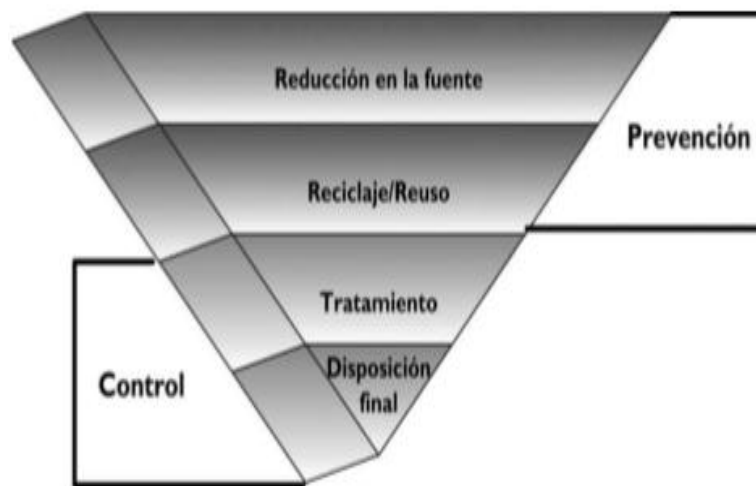 Reducción en la fuente
Prevención
Reciclaje/Reuso
Tratamiento
Control
Disposición
final